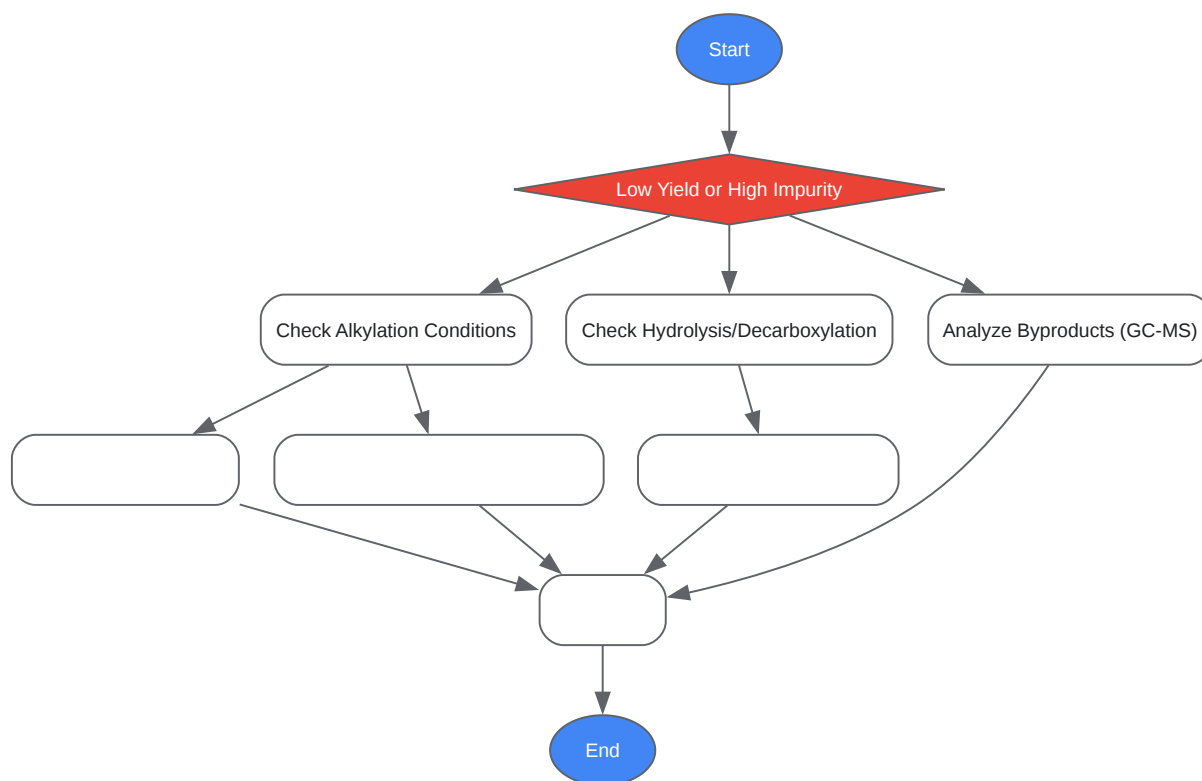 Start
Low Yield or High Impurity
Check Alkylation Conditions
Check Hydrolysis/Decarboxylation
Analyze Byproducts (GC-MS)
End